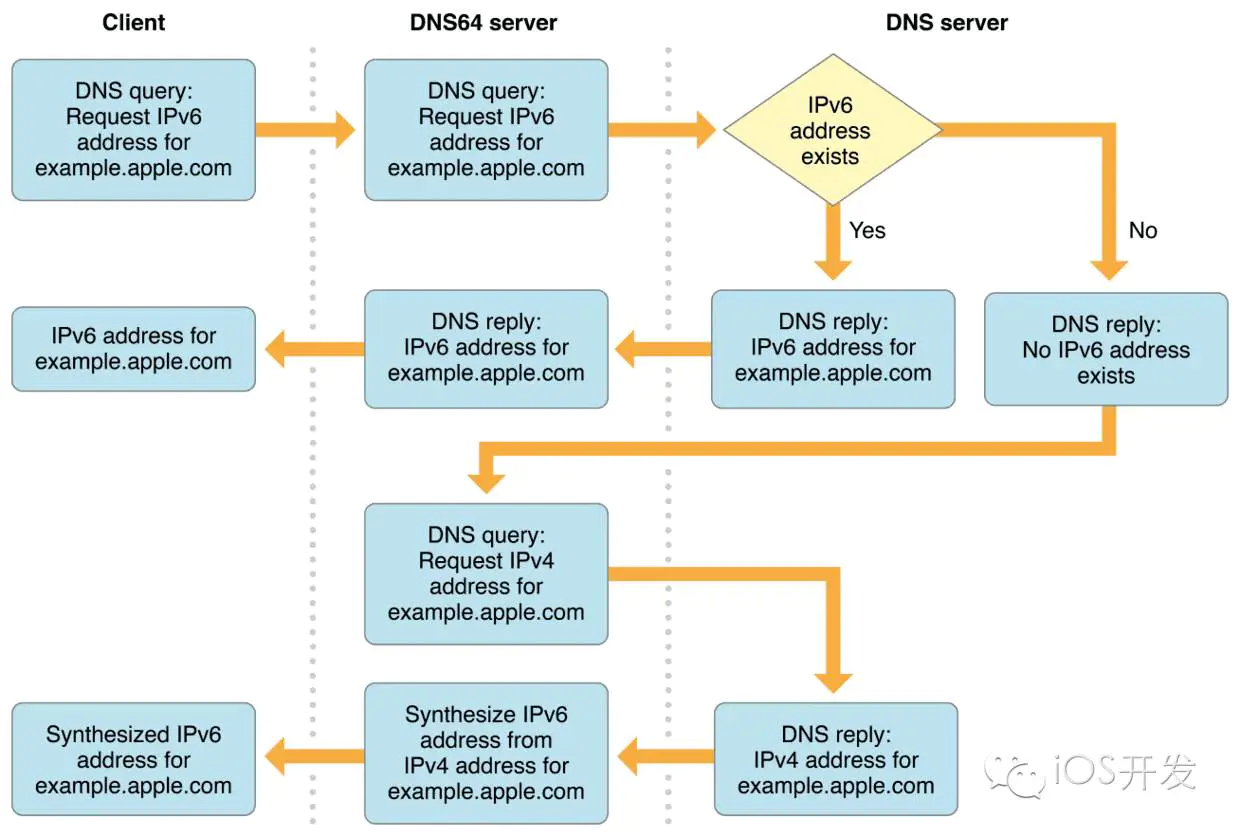 Client
DNS64 server
DNS server
DNS query:
Request IPv6
address for
example.apple.com
DNS query:
Request IPv6
address for
example.apple.com
IPv6
address
exists
Yes
No
IPv6 address for
example.apple.com
DNS reply:
IPv6 address for
example.apple.com
DNS reply:
IPv6 address for
example.apple.com
DNS reply:
No IPv6 address
exists
DNS query:
Request IPv4
address for
example.apple.com
Synthesized IPv6
address for
example.apple.com
Synthesize IPv6
address from
IPv4 address for
example.apple.com
DNS reply:
IPv4 address for
example.apple.com
iOS开发